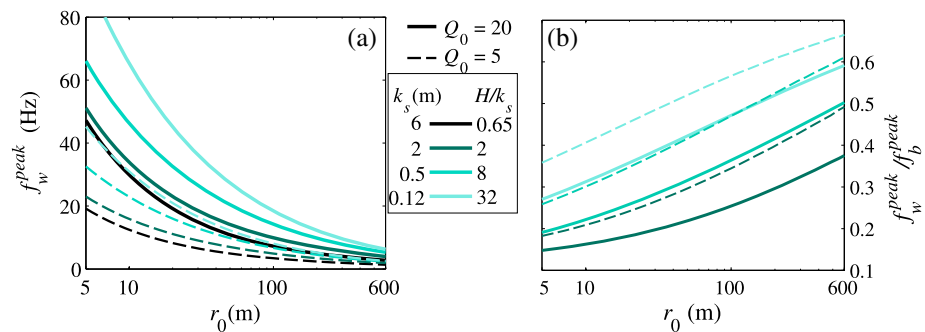 (a)
80
60
40
20
0
f_w^peak (Hz)
5 10 100 600
r_0(m)
Q_0 = 20
Q_0 = 5
k_s(m) H/k_s
6 0.65
2 2
0.5 8
0.12 32
(b)
0.6
0.5
0.4
0.3
0.2
0.1
f_w^peak/f_b^peak
5 10 100 600
r_0 (m)